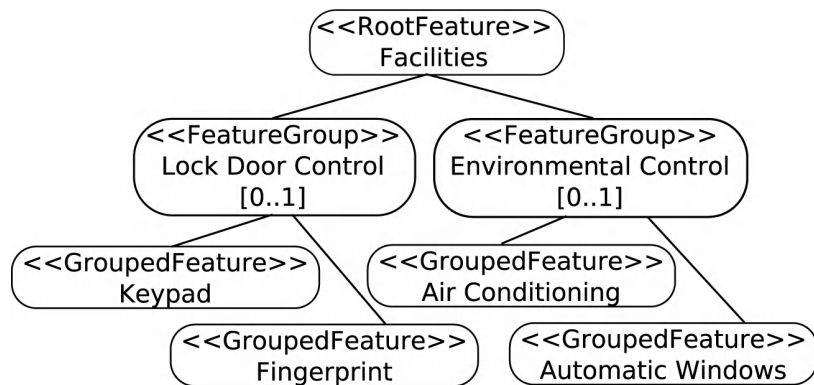 <<RootFeature>>
Facilities
<<FeatureGroup>>
Lock Door Control
[0..1]
<<FeatureGroup>>
Environmental Control
[0..1]
<<GroupedFeature>>
Keypad
<<GroupedFeature>>
Fingerprint
<<GroupedFeature>>
Air Conditioning
<<GroupedFeature>>
Automatic Windows